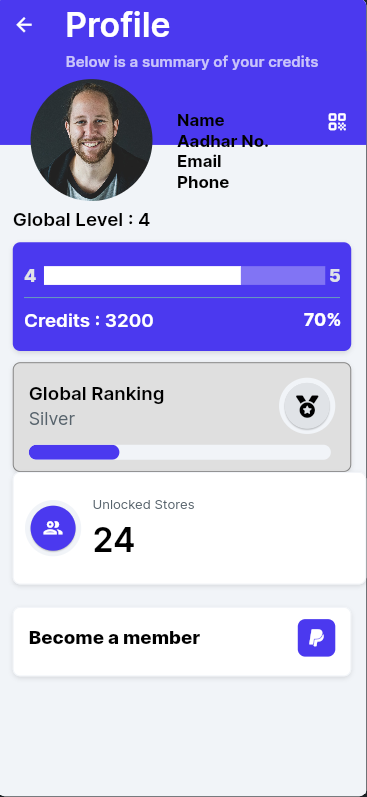 Profile
Below is a summary of your credits
Name
Aadhar No.
Email
Phone
Global Level : 4
4 5
Credits : 3200 70%
Global Ranking
Silver
Unlocked Stores
24
Become a member